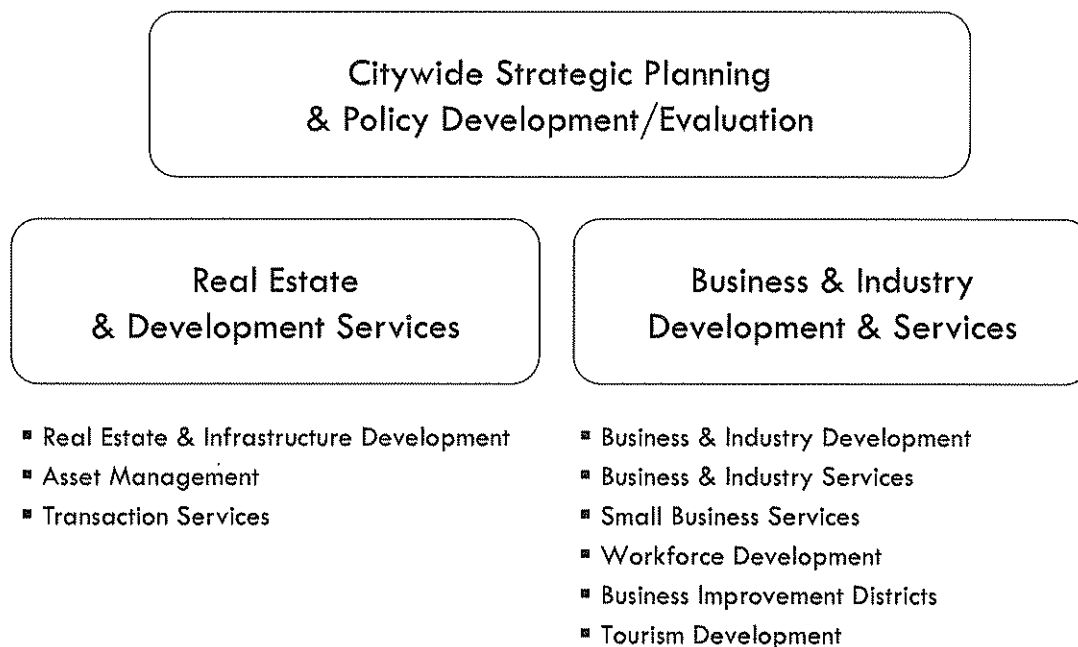 Citywide Strategic Planning
& Policy Development/Evaluation
Real Estate
& Development Services
▪ Real Estate & Infrastructure Development
▪ Asset Management
▪ Transaction Services
Business & Industry
Development & Services
▪ Business & Industry Development
▪ Business & Industry Services
▪ Small Business Services
▪ Workforce Development
▪ Business Improvement Districts
▪ Tourism Development